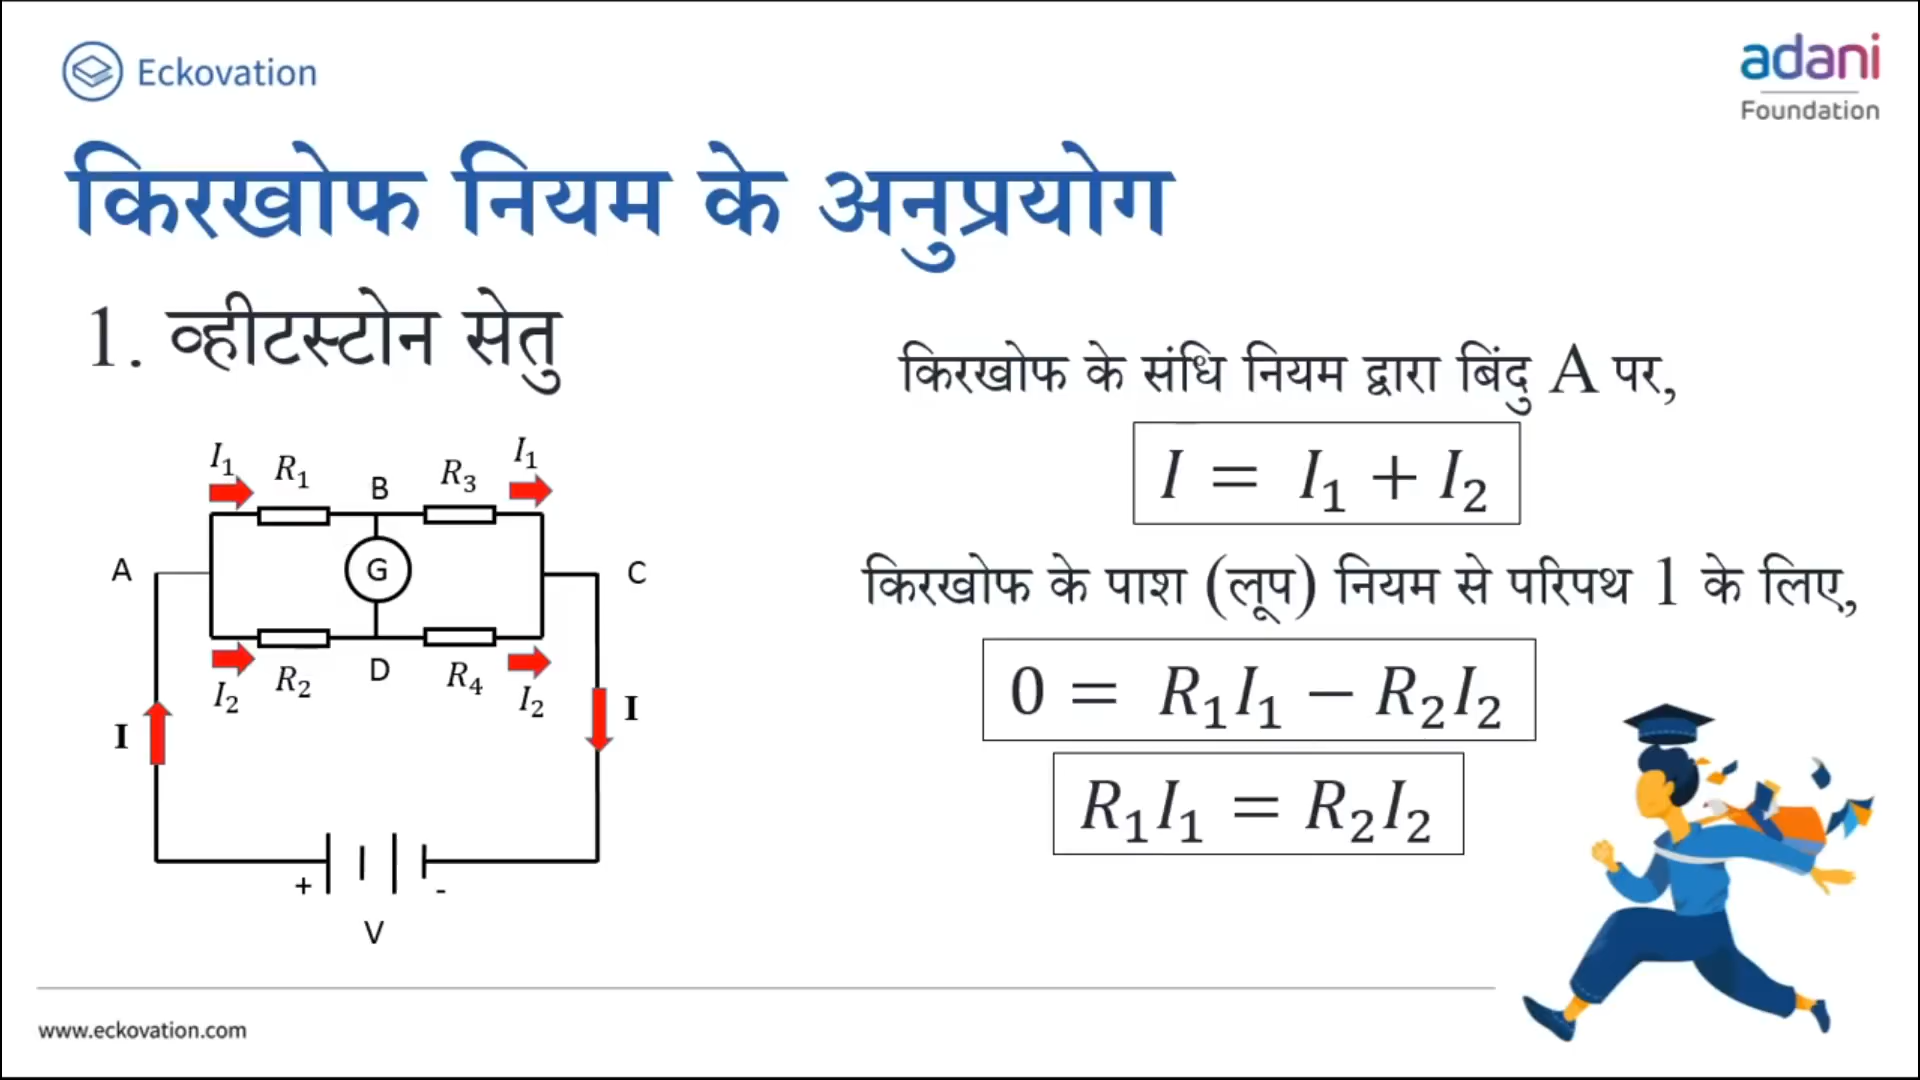 Eckovation
adani
Foundation
किरखोफ नियम के अनुप्रयोग
1. व्हीटस्टोन सेतु
I₁
R₁
B
R₃
I₁
A
G
C
I₂
R₂
D
R₄
I₂
I
I
+
-
V
किरखोफ के संधि नियम द्वारा बिंदु A पर,
I = I₁ + I₂
किरखोफ के पाश (लूप) नियम से परिपथ 1 के लिए,
0 = R₁I₁ − R₂I₂
R₁I₁ = R₂I₂
www.eckovation.com